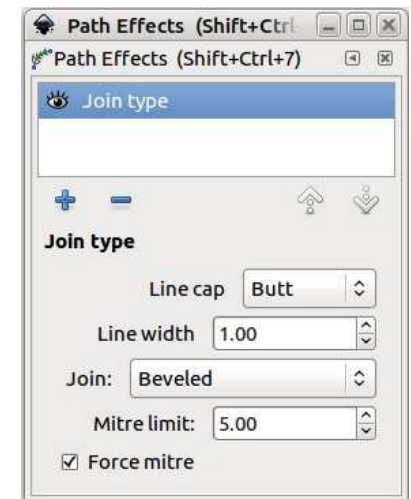 Path Effects (Shift+Ctrl
Path Effects (Shift+Ctrl+7)
Join type
Join type
Line cap Butt
Line width 1.00
Join: Beveled
Mitre limit: 5.00
Force mitre